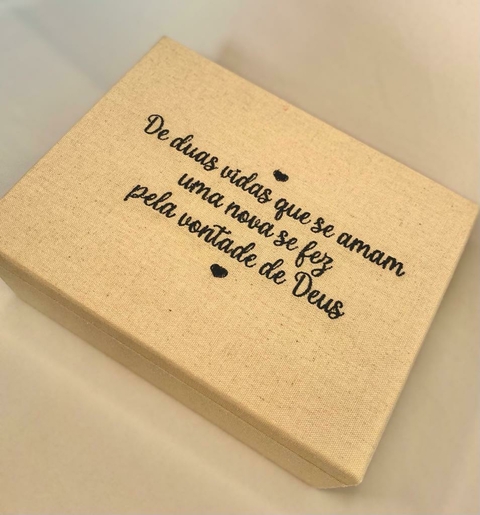 De duas vidas que se amam
uma nova se fez
pela vontade de Deus